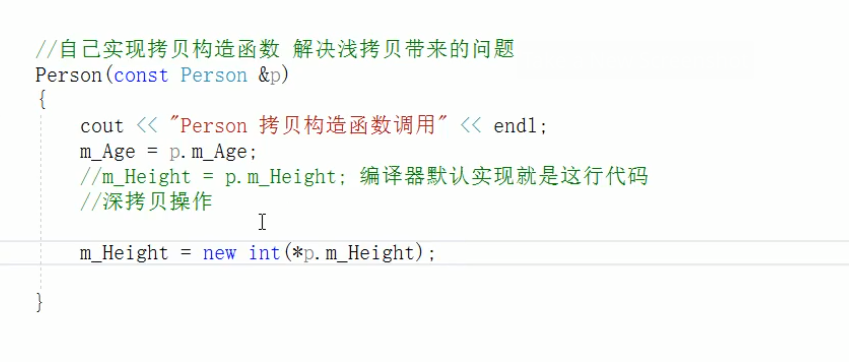 //自己实现拷贝构造函数 解决浅拷贝带来的问题
Person(const Person &p)
{
cout << "Person 拷贝构造函数调用" << endl;
m_Age = p.m_Age;
//m_Height = p.m_Height; 编译器默认实现就是这行代码
//深拷贝操作
m_Height = new int(*p.m_Height);
}